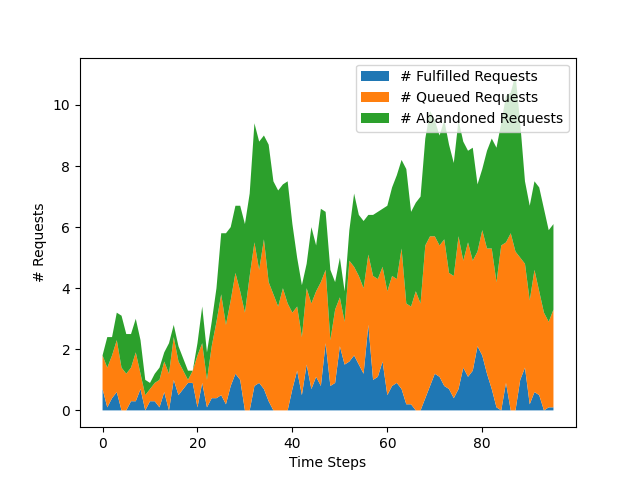 # Fulfilled Requests
# Queued Requests
# Abandoned Requests
10
8
6
4
2
0
# Requests
0 20 40 60 80
Time Steps